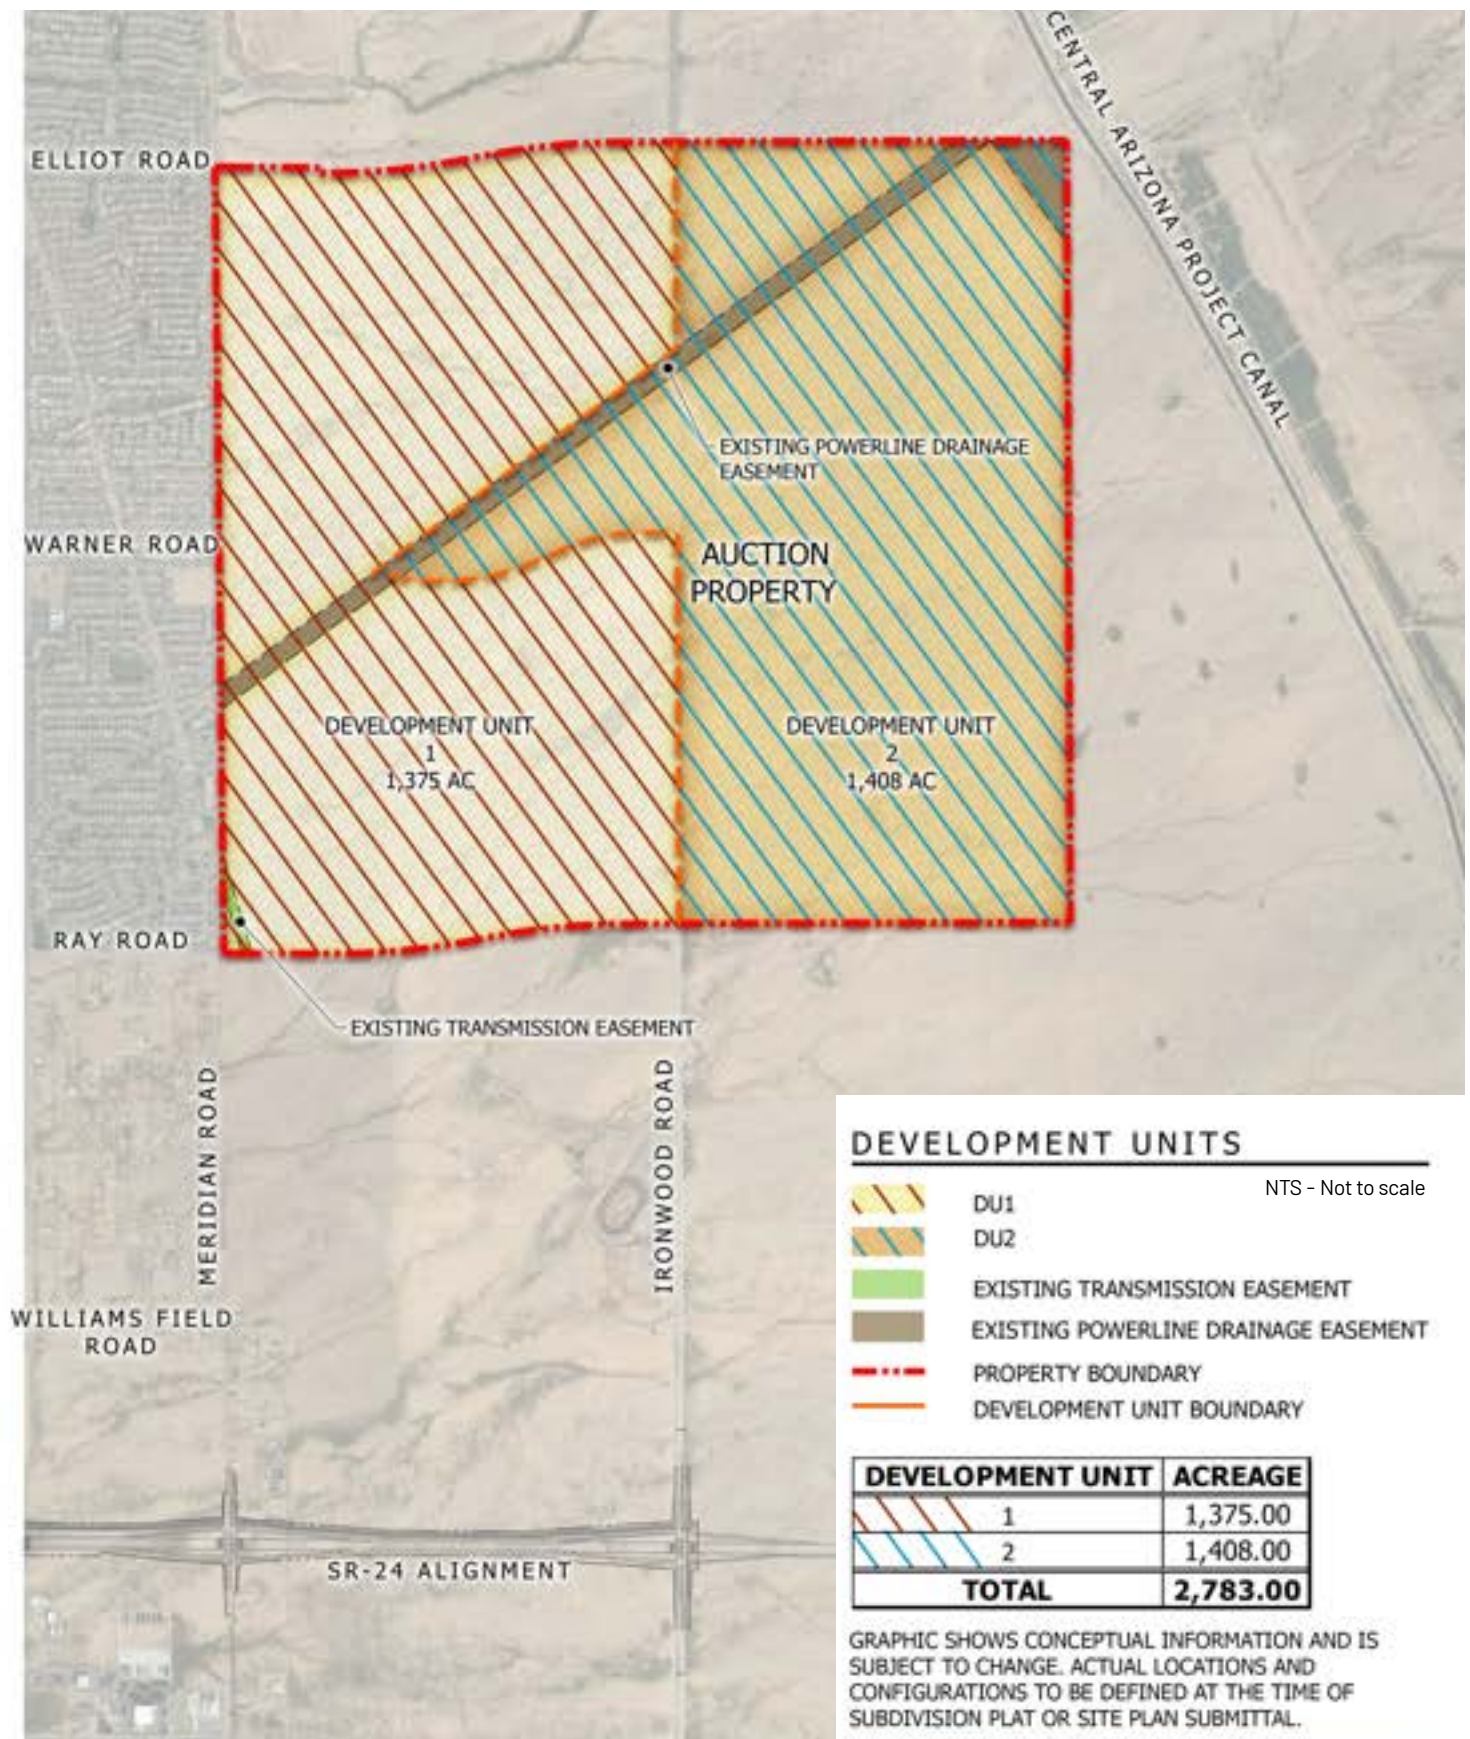 CENTRAL ARIZONA PROJECT CANAL
ELLIOT ROAD
EXISTING POWERLINE DRAINAGE
EASEMENT
WARNER ROAD
AUCTION
PROPERTY
DEVELOPMENT UNIT
1
1,375 AC
DEVELOPMENT UNIT
2
1,408 AC
RAY ROAD
EXISTING TRANSMISSION EASEMENT
MERIDIAN ROAD
IRONWOOD ROAD
WILLIAMS FIELD
ROAD
SR-24 ALIGNMENT
DEVELOPMENT UNITS
NTS - Not to scale
DU1
DU2
EXISTING TRANSMISSION EASEMENT
EXISTING POWERLINE DRAINAGE EASEMENT
PROPERTY BOUNDARY
DEVELOPMENT UNIT BOUNDARY
DEVELOPMENT UNIT ACREAGE
1 1,375.00
2 1,408.00
TOTAL 2,783.00
GRAPHIC SHOWS CONCEPTUAL INFORMATION AND IS
SUBJECT TO CHANGE. ACTUAL LOCATIONS AND
CONFIGURATIONS TO BE DEFINED AT THE TIME OF
SUBDIVISION PLAT OR SITE PLAN SUBMITTAL.